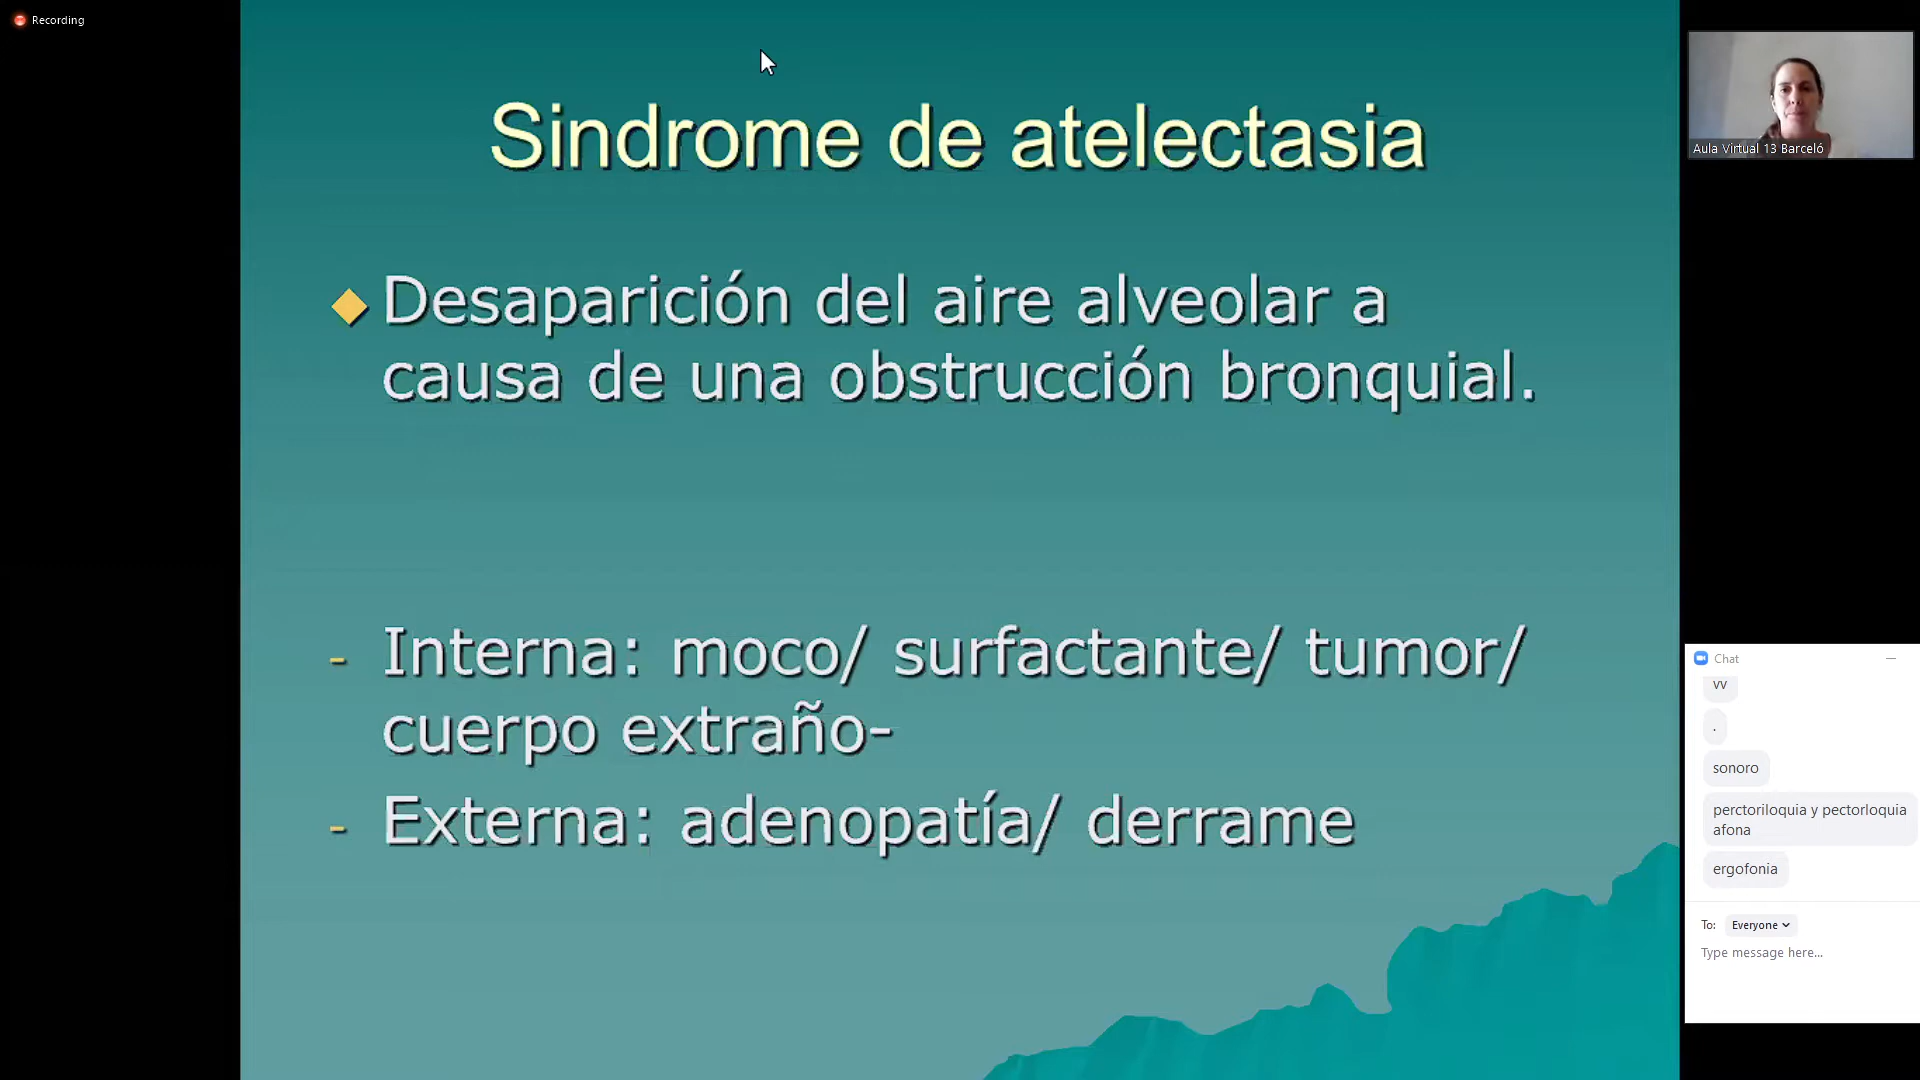 Recording
Sindrome de atelectasia
Desaparición del aire alveolar a
causa de una obstrucción bronquial.
- Interna: moco/ surfactante/ tumor/
cuerpo extraño-
- Externa: adenopatía/ derrame
Aula Virtual 13 Barceló
Chat
vv
.
sonoro
perctoriloquia y pectorloquia
afona
ergofonia
To: Everyone
Type message here...